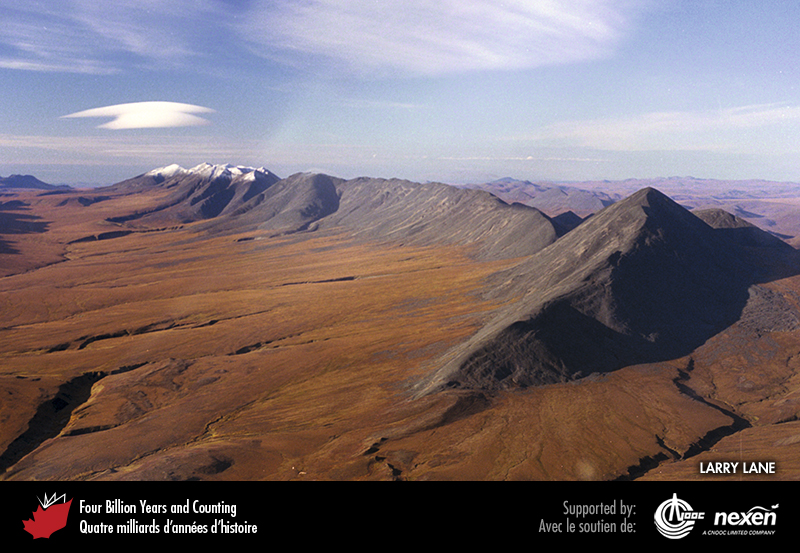 LARRY LANE
Four Billion Years and Counting
Quatre milliards d'années d'histoire
Supported by:
Avec le soutien de:
CNOOC
nexen
A CNOOC LIMITED COMPANY